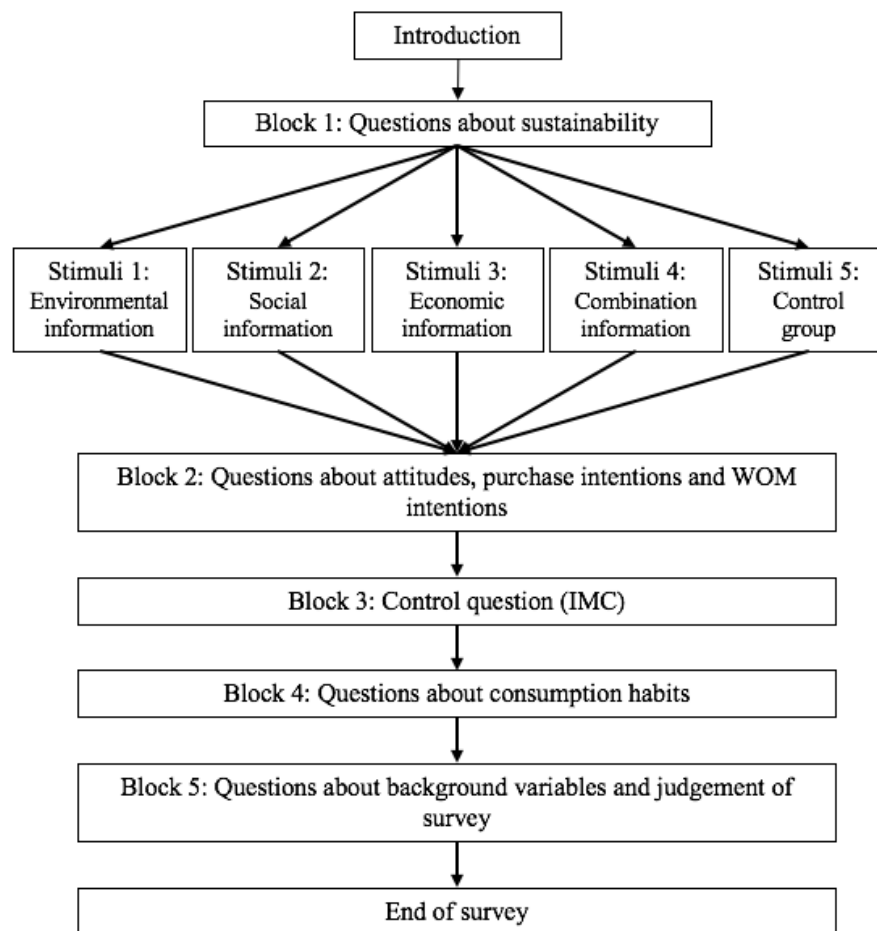 Introduction
Block 1: Questions about sustainability
Stimuli 1:
Environmental
information
Stimuli 2:
Social
information
Stimuli 3:
Economic
information
Stimuli 4:
Combination
information
Stimuli 5:
Control
group
Block 2: Questions about attitudes, purchase intentions and WOM
intentions
Block 3: Control question (IMC)
Block 4: Questions about consumption habits
Block 5: Questions about background variables and judgement of
survey
End of survey